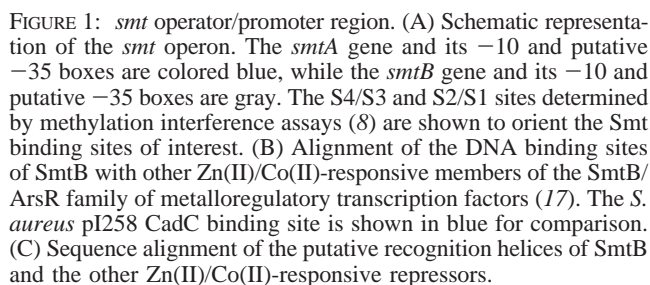 FIGURE 1: smt operator/promoter region. (A) Schematic representa-
tion of the smt operon. The smtA gene and its −10 and putative
−35 boxes are colored blue, while the smtB gene and its −10 and
putative −35 boxes are gray. The S4/S3 and S2/S1 sites determined
by methylation interference assays (8) are shown to orient the Smt
binding sites of interest. (B) Alignment of the DNA binding sites
of SmtB with other Zn(II)/Co(II)-responsive members of the SmtB/
ArsR family of metalloregulatory transcription factors (17). The S.
aureus pI258 CadC binding site is shown in blue for comparison.
(C) Sequence alignment of the putative recognition helices of SmtB
and the other Zn(II)/Co(II)-responsive repressors.